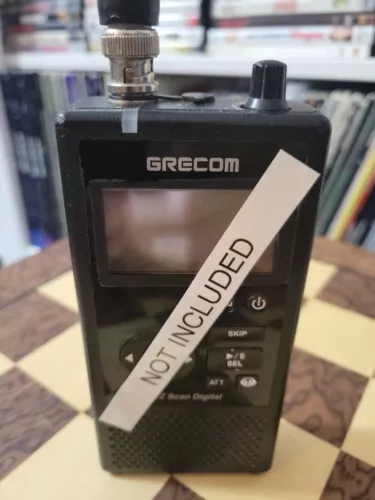 GRECOM
NOT INCLUDED
SKIP
SEL
ATT
Scan Digital